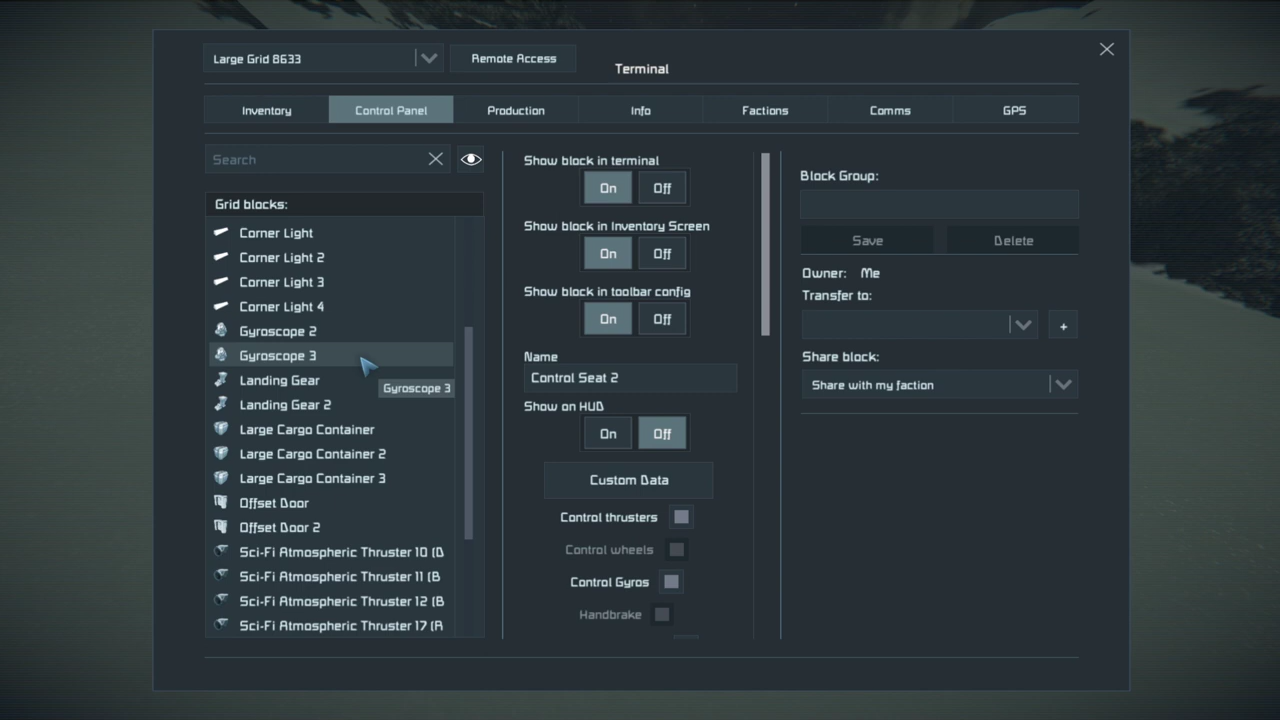 Large Grid 8633
Remote Access
Terminal
Inventory
Control Panel
Production
Info
Factions
Comms
GPS
Search
Grid blocks:
Corner Light
Corner Light 2
Corner Light 3
Corner Light 4
Gyroscope 2
Gyroscope 3
Landing Gear
Landing Gear 2
Gyroscope 3
Large Cargo Container
Large Cargo Container 2
Large Cargo Container 3
Offset Door
Offset Door 2
Sci-Fi Atmospheric Thruster 10 (D
Sci-Fi Atmospheric Thruster 11 (B
Sci-Fi Atmospheric Thruster 12 (B
Sci-Fi Atmospheric Thruster 17 (R
Show block in terminal
On Off
Show block in Inventory Screen
On Off
Show block in toolbar config
On Off
Name
Control Seat 2
Show on HUD
On Off
Custom Data
Control thrusters
Control wheels
Control Gyros
Handbrake
Block Group:
Save
Delete
Owner: Me
Transfer to:
+
Share block:
Share with my faction